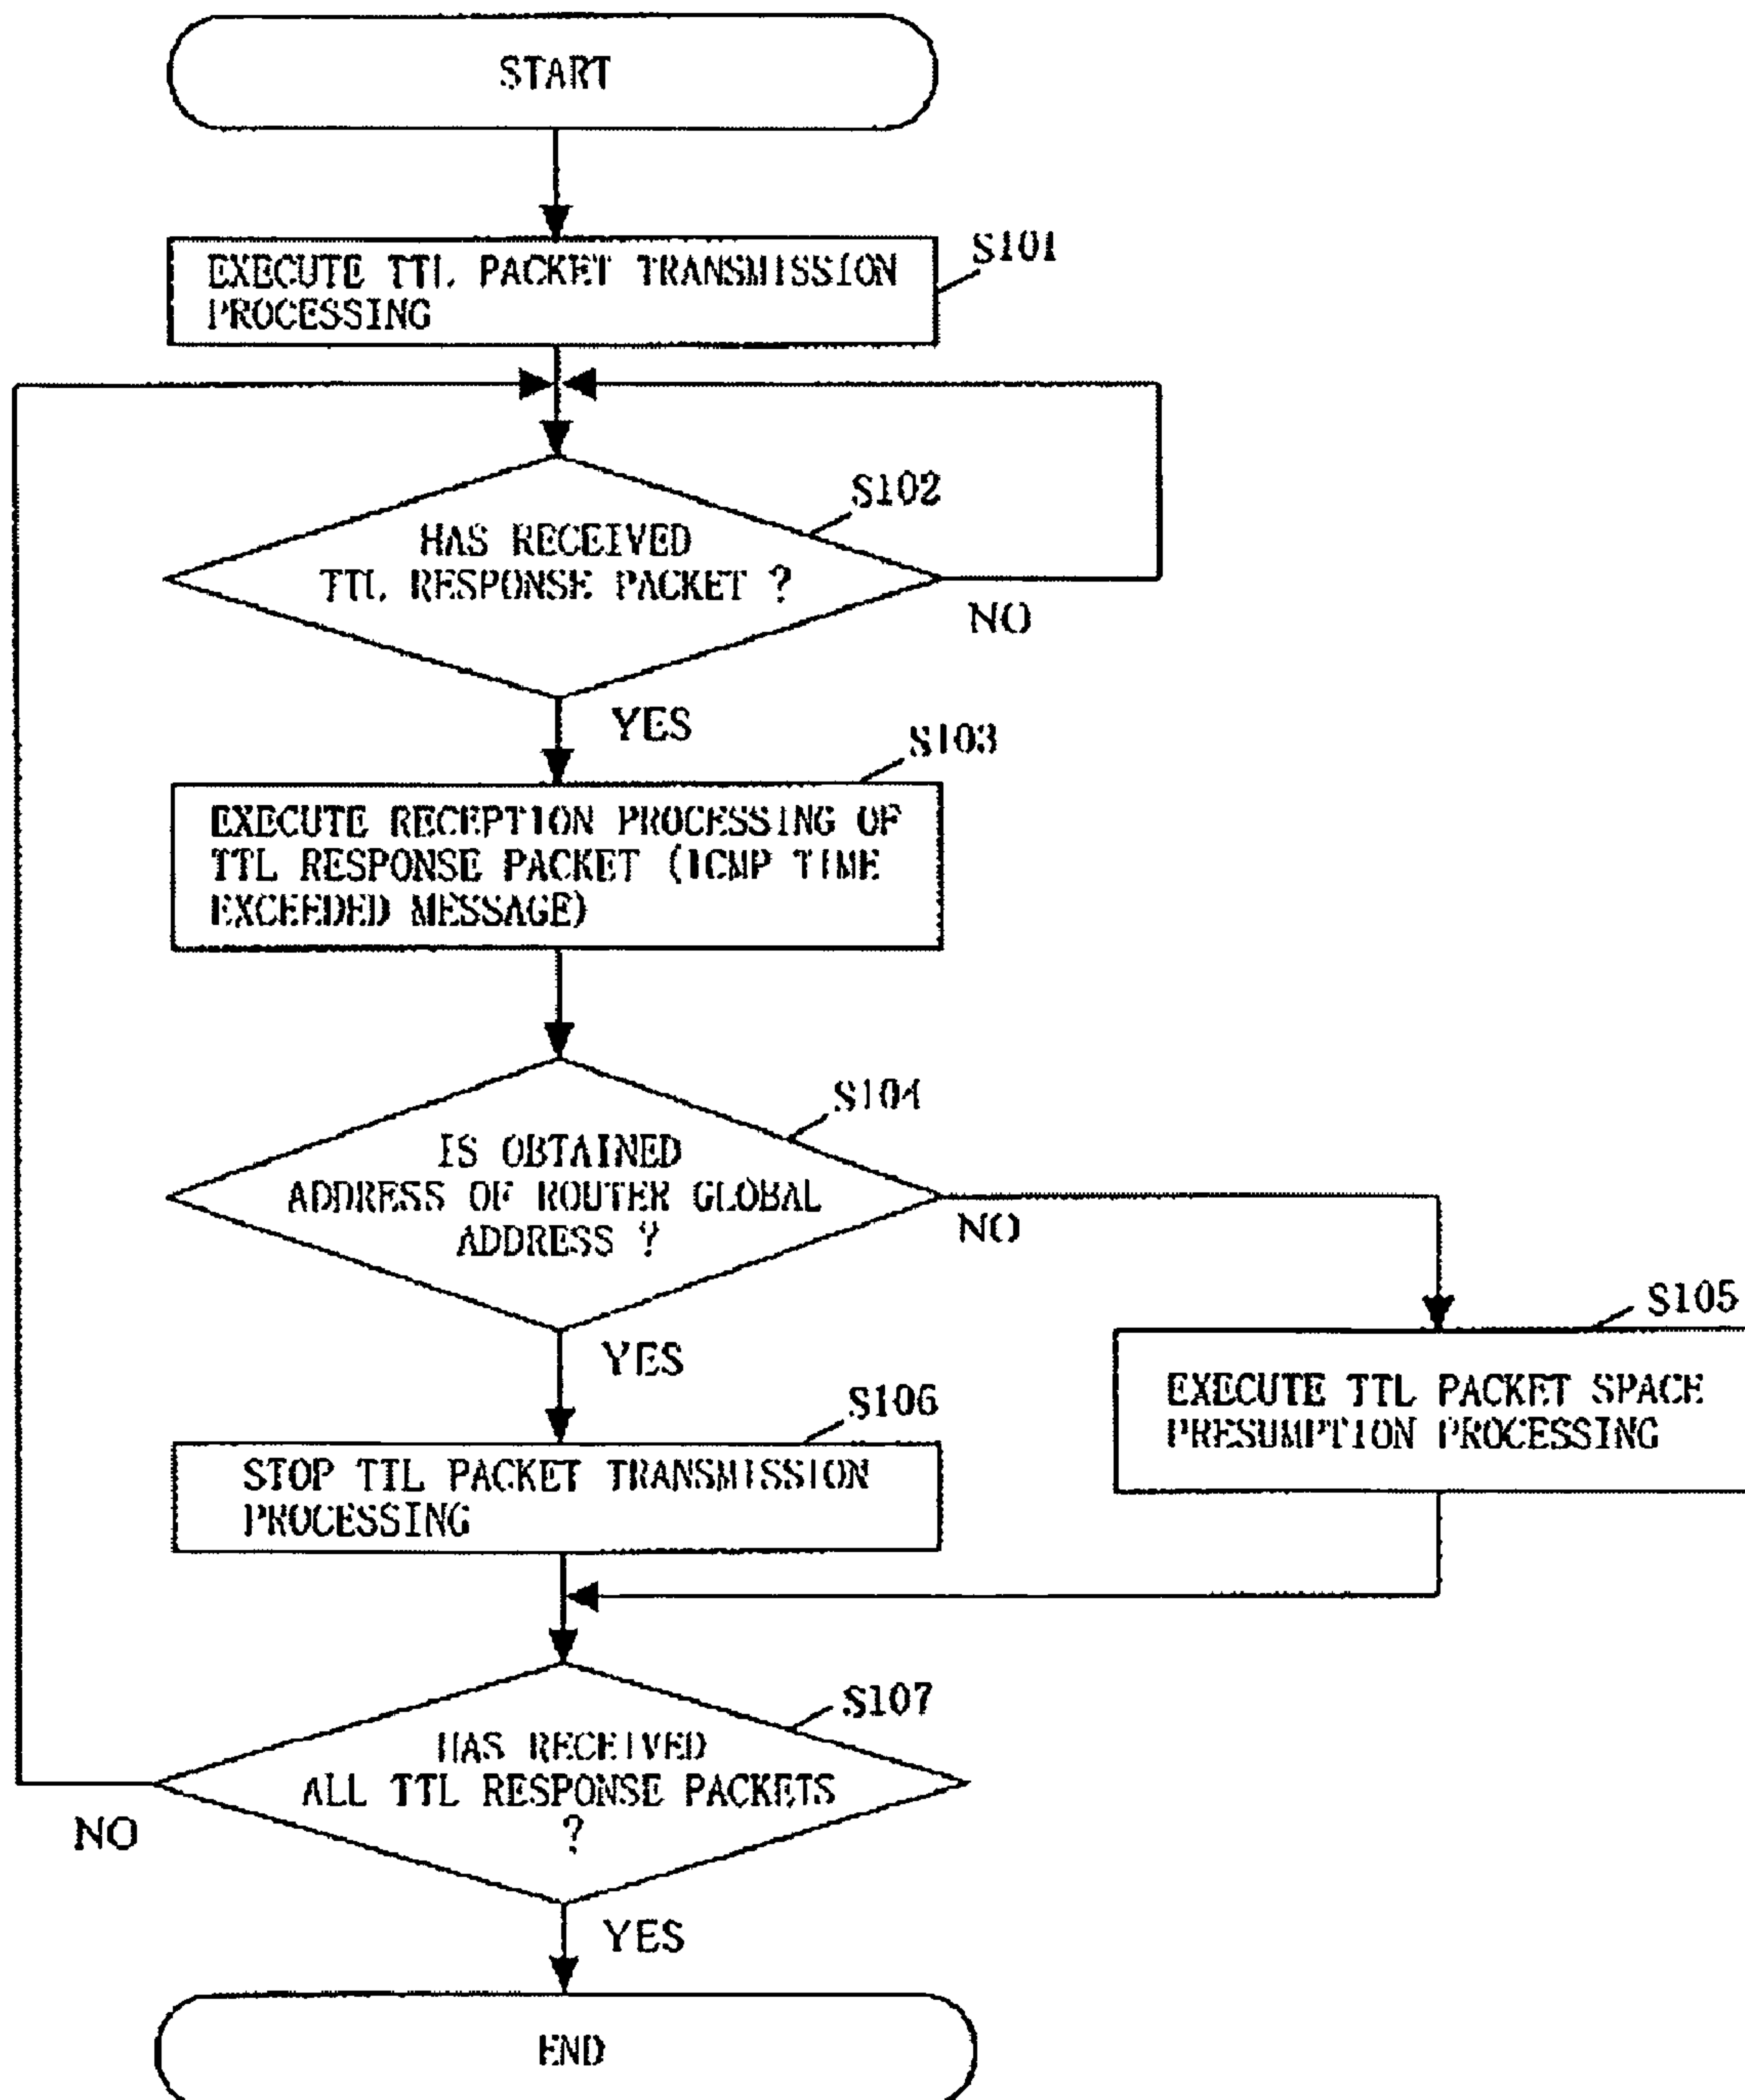 START
S101
EXECUTE TTL PACKET TRANSMISSION
PROCESSING
S102
HAS RECEIVED
TTL RESPONSE PACKET ?
NO
YES
S103
EXECUTE RECEPTION PROCESSING OF
TTL RESPONSE PACKET (ICMP TIME
EXCEEDED MESSAGE)
S104
IS OBTAINED
ADDRESS OF ROUTER GLOBAL
ADDRESS ?
NO
YES
S105
EXECUTE TTL PACKET SPACE
PRESUMPTION PROCESSING
S106
STOP TTL PACKET TRANSMISSION
PROCESSING
S107
HAS RECEIVED
ALL TTL RESPONSE PACKETS
?
NO
YES
END